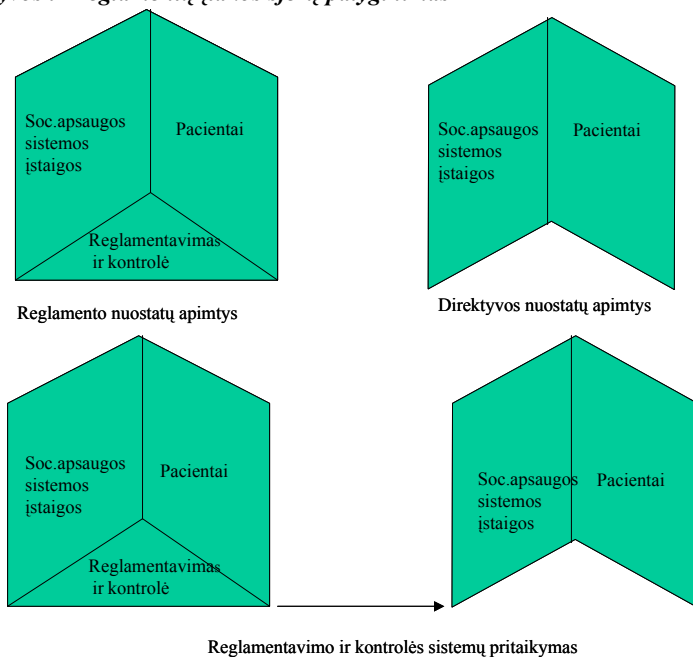 Soc.apsaugos
sistemos
įstaigos
Pacientai
Reglamentavimas
ir kontrolė
Reglamento nuostatų apimtys
Soc.apsaugos
sistemos
įstaigos
Pacientai
Direktyvos nuostatų apimtys
Soc.apsaugos
sistemos
įstaigos
Pacientai
Reglamentavimas
ir kontrolė
Soc.apsaugos
sistemos
įstaigos
Pacientai
Reglamentavimo ir kontrolės sistemų pritaikymas